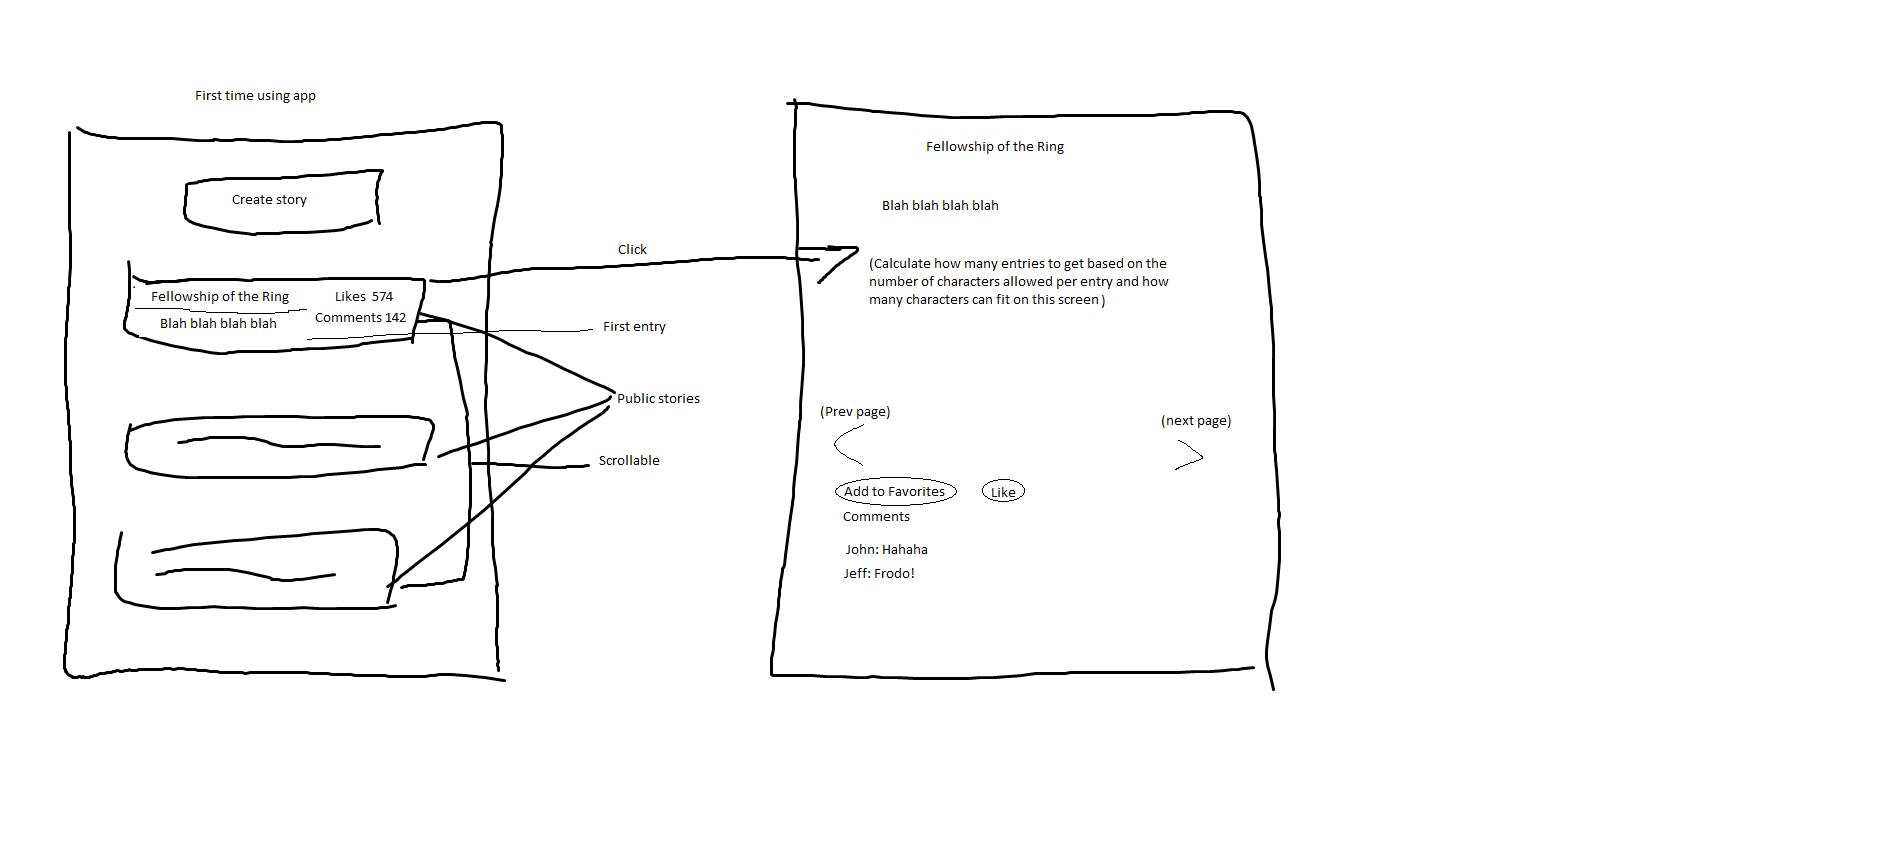 First time using app
Create story
Fellowship of the Ring
Likes 574
Comments 142
Blah blah blah blah
Click
First entry
Public stories
Scrollable
Fellowship of the Ring
Blah blah blah blah
(Calculate how many entries to get based on the
number of characters allowed per entry and how
many characters can fit on this screen )
(Prev page)
(next page)
Add to Favorites
Like
Comments
John: Hahaha
Jeff: Frodo!